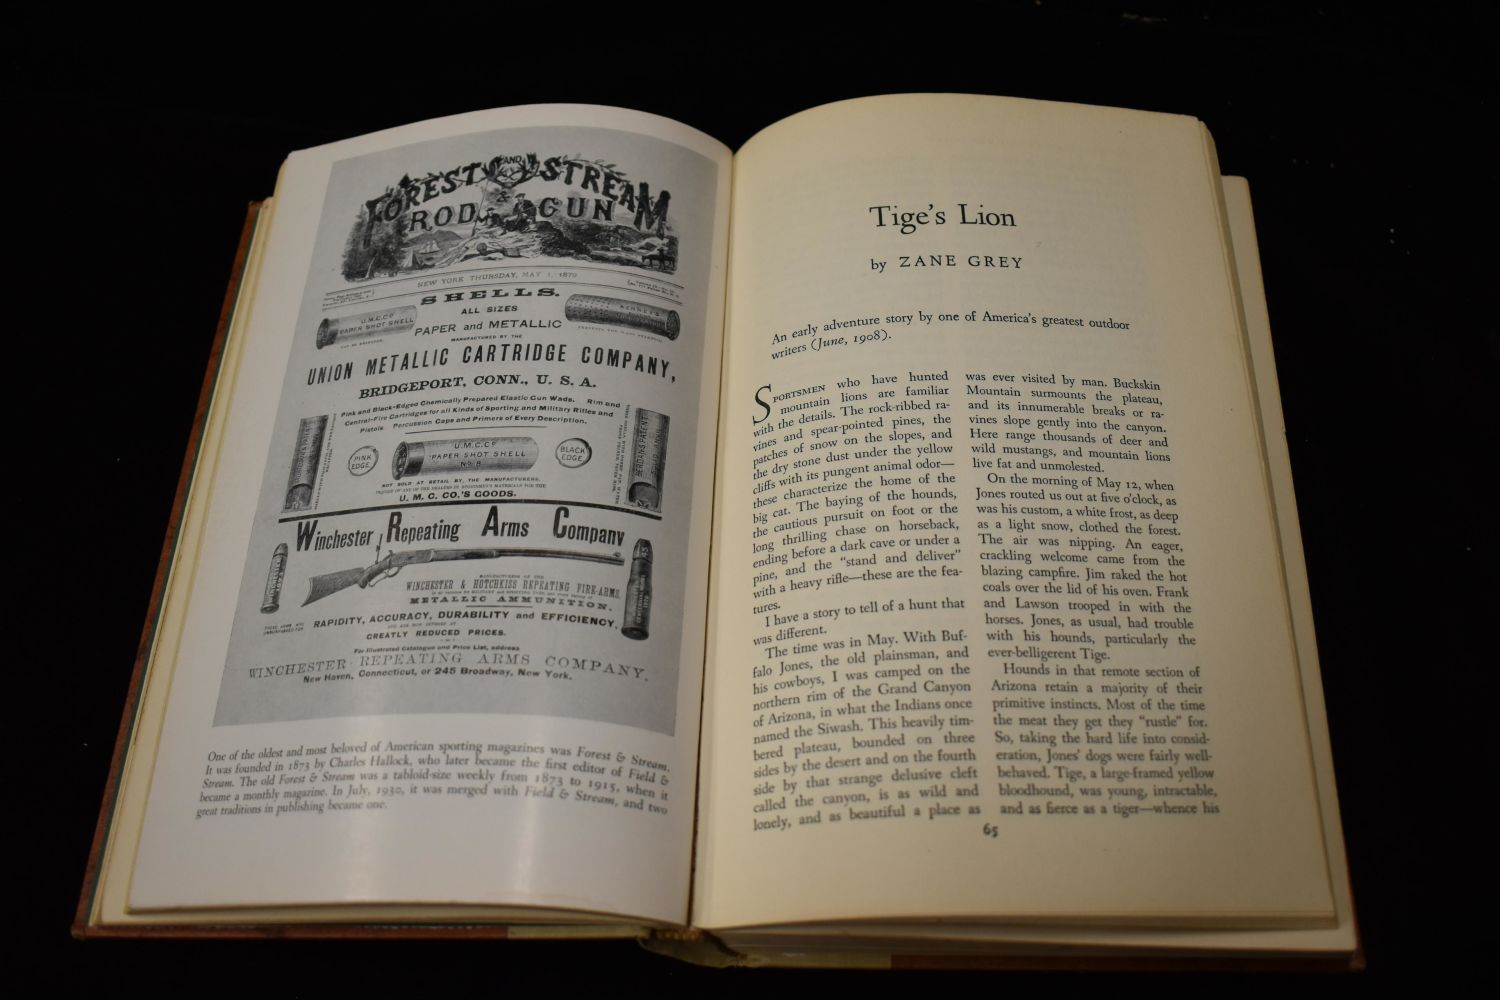 FOREST AND STREAM
ROD & GUN
NEW YORK THURSDAY, MAY 1, 1879
SHELLS.
ALL SIZES
PAPER and METALLIC
MANUFACTURED BY THE
UNION METALLIC CARTRIDGE COMPANY,
BRIDGEPORT, CONN., U. S. A.
Pink and Black-Edged Chemically Prepared Elastic Gun Wads. Rim and
Central-Fire Cartridges for all Kinds of Sporting and Military Rifles and
Pistols. Percussion Caps and Primers of Every Description.
U.M.C.Co
PAPER SHOT SHELL
PINK
EDGE
U.M.C.Co
PAPER SHOT SHELL
No 8
BLACK
EDGE
NOT SOLD AT RETAIL BY THE MANUFACTURERS.
U. M. C. CO.'S GOODS.
Winchester Repeating Arms Company
MANUFACTURERS OF THE
WINCHESTER & HOTCHKISS REPEATING FIRE-ARMS,
METALLIC AMMUNITION.
RAPIDITY, ACCURACY, DURABILITY and EFFICIENCY,
AND ARE NOW OFFERED AT
GREATLY REDUCED PRICES.
For Illustrated Catalogue and Price List, address
WINCHESTER REPEATING ARMS COMPANY,
New Haven, Connecticut, or 245 Broadway, New York.
One of the oldest and most beloved of American sporting magazines was Forest & Stream.
It was founded in 1873 by Charles Hallock, who later became the first editor of Field &
Stream. The old Forest & Stream was a tabloid-size weekly from 1873 to 1915, when it
became a monthly magazine. In July, 1930, it was merged with Field & Stream, and two
great traditions in publishing became one.
Tige's Lion
by ZANE GREY
An early adventure story by one of America's greatest outdoor
writers (June, 1908).
SPORTSMEN who have hunted
mountain lions are familiar
with the details. The rock-ribbed ra-
vines and spear-pointed pines, the
patches of snow on the slopes, and
the dry stone dust under the yellow
cliffs with its pungent animal odor—
these characterize the home of the
big cat. The baying of the hounds,
the cautious pursuit on foot or the
long thrilling chase on horseback,
ending before a dark cave or under a
pine, and the "stand and deliver"
with a heavy rifle—these are the fea-
tures.
I have a story to tell of a hunt that
was different.
The time was in May. With Buf-
falo Jones, the old plainsman, and
his cowboys, I was camped on the
northern rim of the Grand Canyon
of Arizona, in what the Indians once
named the Siwash. This heavily tim-
bered plateau, bounded on three
sides by the desert and on the fourth
side by that strange delusive cleft
called the canyon, is as wild and
lonely, and as beautiful a place as
was ever visited by man. Buckskin
Mountain surmounts the plateau,
and its innumerable breaks or ra-
vines slope gently into the canyon.
Here range thousands of deer and
wild mustangs, and mountain lions
live fat and unmolested.
On the morning of May 12, when
Jones routed us out at five o'clock, as
was his custom, a white frost, as deep
as a light snow, clothed the forest.
The air was nipping. An eager,
crackling welcome came from the
blazing campfire. Jim raked the hot
coals over the lid of his oven. Frank
and Lawson trooped in with the
horses. Jones, as usual, had trouble
with his hounds, particularly the
ever-belligerent Tige.
Hounds in that remote section of
Arizona retain a majority of their
primitive instincts. Most of the time
the meat they get they "rustle" for.
So, taking the hard life into consid-
eration, Jones' dogs were fairly well-
behaved. Tige, a large-framed yellow
bloodhound, was young, intractable,
and as fierce as a tiger—whence his
65